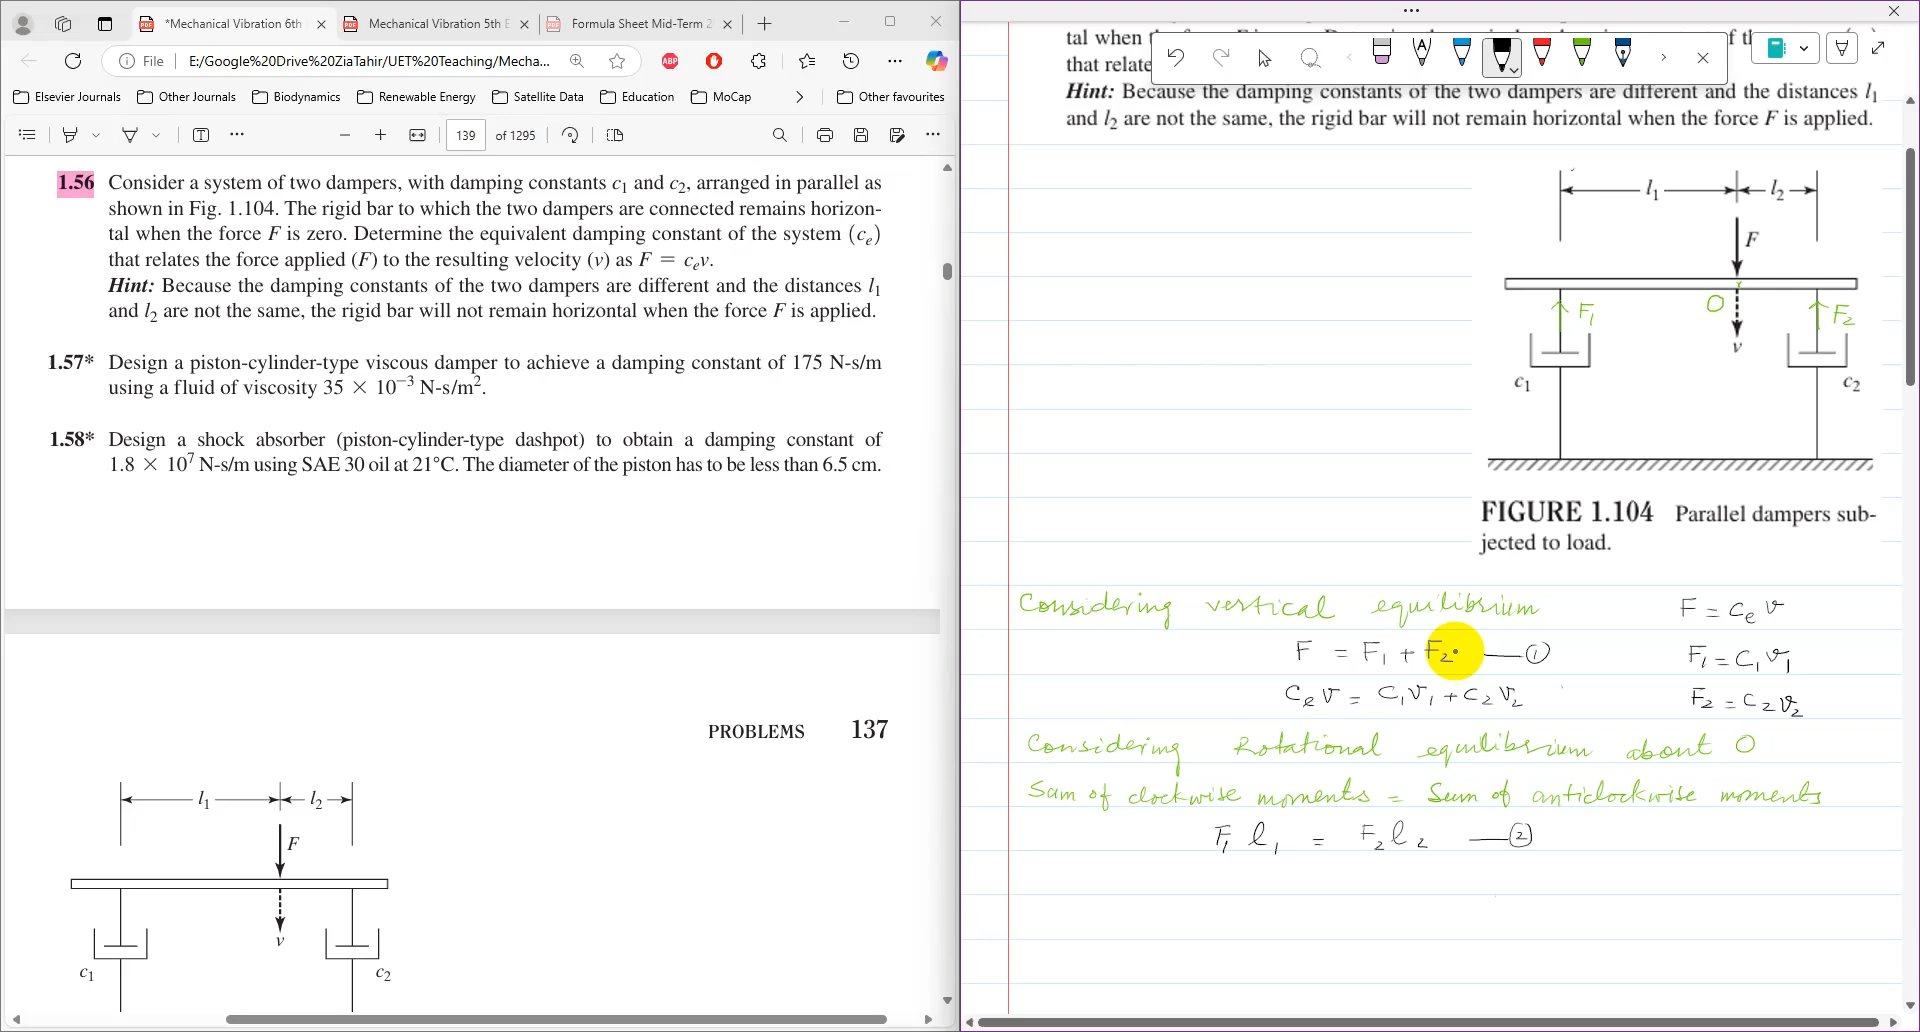 *Mechanical Vibration 6th
Mechanical Vibration 5th E
Formula Sheet Mid-Term 2
File
E:/Google%20Drive%20ZiaTahir/UET%20Teaching/Mecha...
ABP
Elsevier Journals
Other Journals
Biodynamics
Renewable Energy
Satellite Data
Education
MoCap
Other favourites
139 of 1295
1.56 Consider a system of two dampers, with damping constants c1 and c2, arranged in parallel as
shown in Fig. 1.104. The rigid bar to which the two dampers are connected remains horizon-
tal when the force F is zero. Determine the equivalent damping constant of the system (ce)
that relates the force applied (F) to the resulting velocity (v) as F = cev.
Hint: Because the damping constants of the two dampers are different and the distances l1
and l2 are not the same, the rigid bar will not remain horizontal when the force F is applied.
1.57* Design a piston-cylinder-type viscous damper to achieve a damping constant of 175 N-s/m
using a fluid of viscosity 35 × 10−3 N-s/m2.
1.58* Design a shock absorber (piston-cylinder-type dashpot) to obtain a damping constant of
1.8 × 107 N-s/m using SAE 30 oil at 21°C. The diameter of the piston has to be less than 6.5 cm.
PROBLEMS 137
l1 l2
F
v
c1 c2
tal when
that relate
Hint: Because the damping constants of the two dampers are different and the distances l1
and l2 are not the same, the rigid bar will not remain horizontal when the force F is applied.
l1 l2
F
F1 O F2
v
c1 c2
FIGURE 1.104 Parallel dampers sub-
jected to load.
Considering vertical equilibrium F = Ce v
F = F1 + F2 —① F1 = C1 v1
Ce v = C1 v1 + C2 v2 F2 = C2 v2
Considering Rotational equilibrium about O
Sum of clockwise moments = Sum of anticlockwise moments
F1 l1 = F2 l2 —②